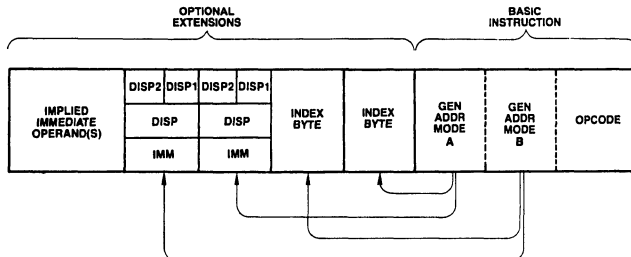 OPTIONAL
EXTENSIONS
BASIC
INSTRUCTION
IMPLIED
IMMEDIATE
OPERAND(S)
DISP2 DISP1 DISP2 DISP1
DISP DISP
IMM IMM
INDEX
BYTE
INDEX
BYTE
GEN
ADDR
MODE
A
GEN
ADDR
MODE
B
OPCODE